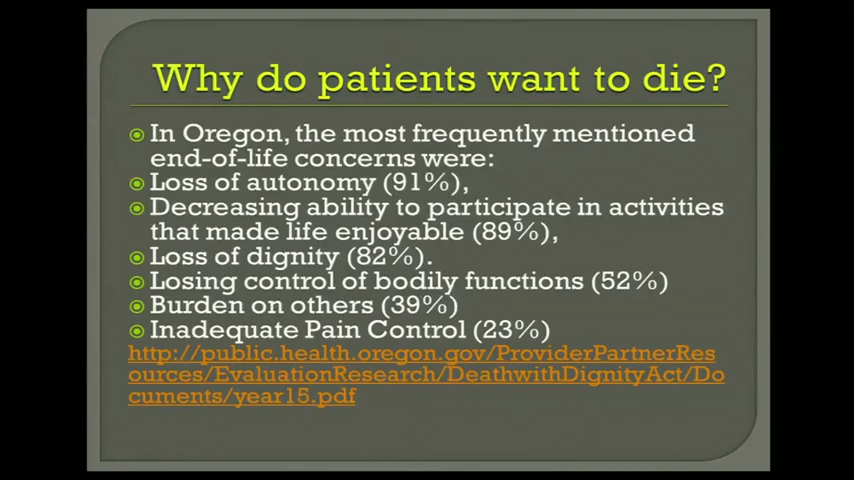 Why do patients want to die?
In Oregon, the most frequently mentioned
end-of-life concerns were:
Loss of autonomy (91%),
Decreasing ability to participate in activities
that made life enjoyable (89%),
Loss of dignity (82%).
Losing control of bodily functions (52%)
Burden on others (39%)
Inadequate Pain Control (23%)
http://public.health.oregon.gov/ProviderPartnerRes
ources/EvaluationResearch/DeathwithDignityAct/Do
cuments/year15.pdf